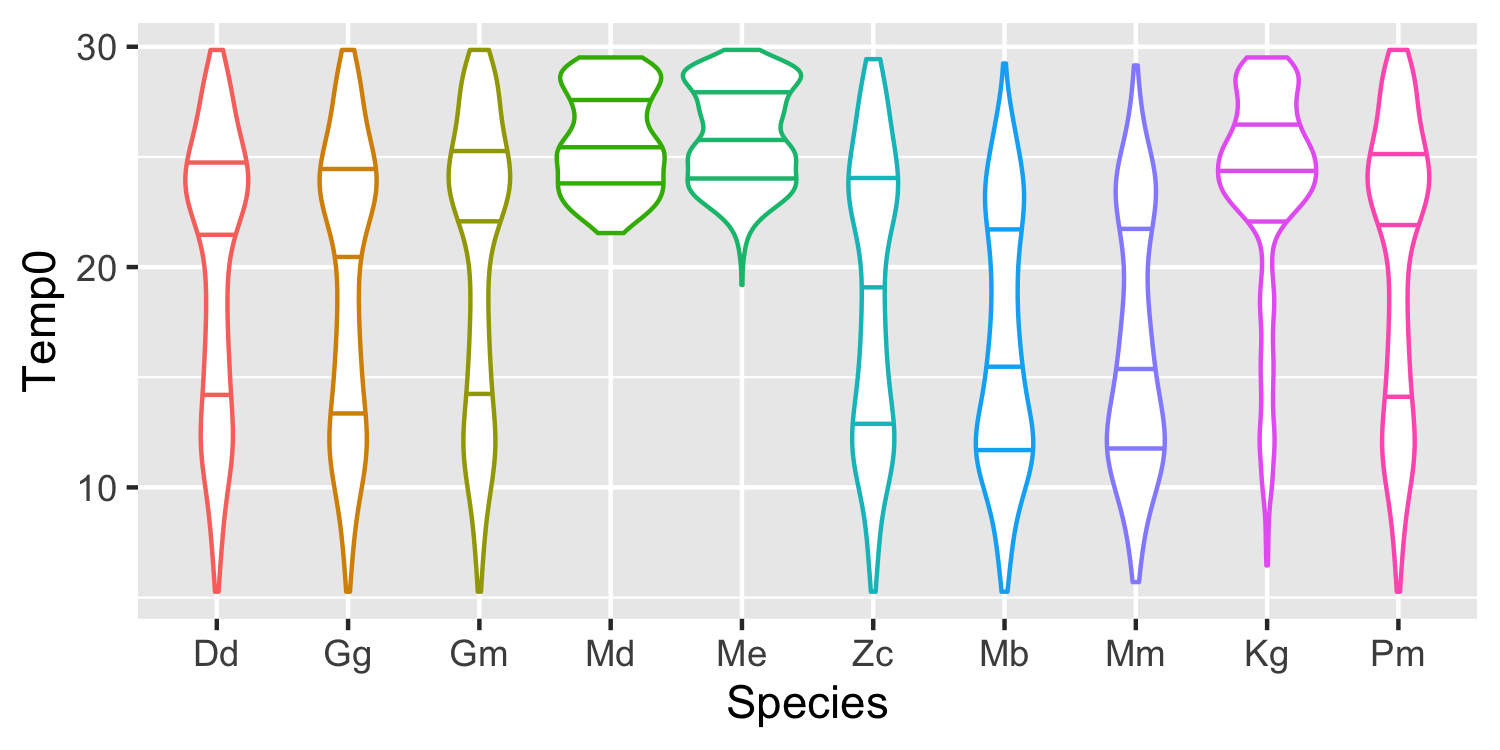 Temp0
30
20
10
Dd Gg Gm Md Me Zc Mb Mm Kg Pm
Species